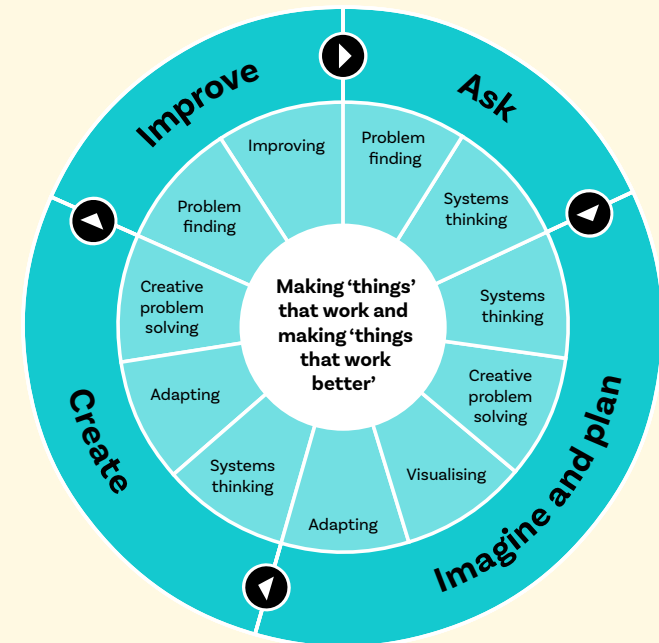 Ask
Imagine and plan
Create
Improve
Problem
finding
Systems
thinking
Systems
thinking
Creative
problem
solving
Visualising
Adapting
Systems
thinking
Adapting
Creative
problem
solving
Problem
finding
Improving
Making ‘things’
that work and
making ‘things
that work
better’